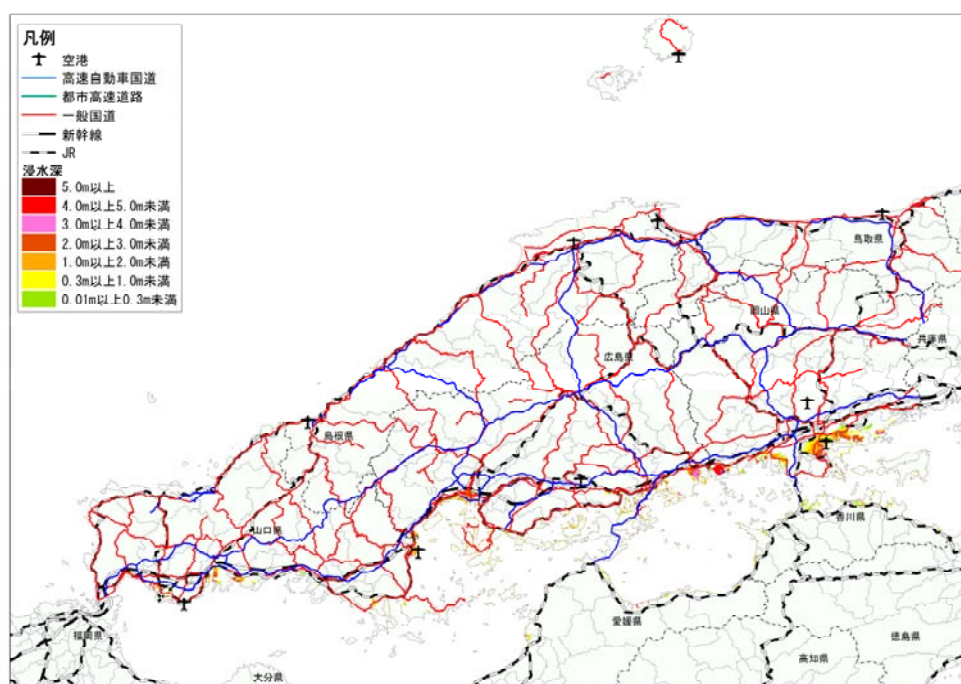 凡例
空港
高速自動車国道
都市高速道路
一般国道
新幹線
JR
浸水深
5.0m以上
4.0m以上5.0m未満
3.0m以上4.0m未満
2.0m以上3.0m未満
1.0m以上2.0m未満
0.3m以上1.0m未満
0.01m以上0.3m未満
鳥取県
岡山県
兵庫県
広島県
島根県
山口県
香川県
福岡県
愛媛県
徳島県
高知県
大分県